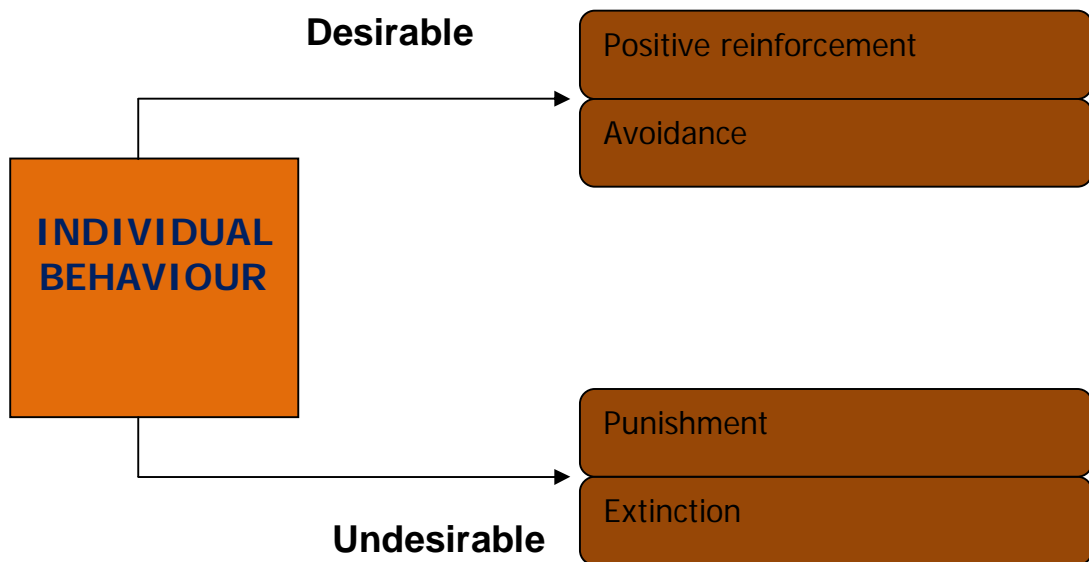 Desirable
Positive reinforcement
Avoidance
INDIVIDUAL
BEHAVIOUR
Punishment
Extinction
Undesirable